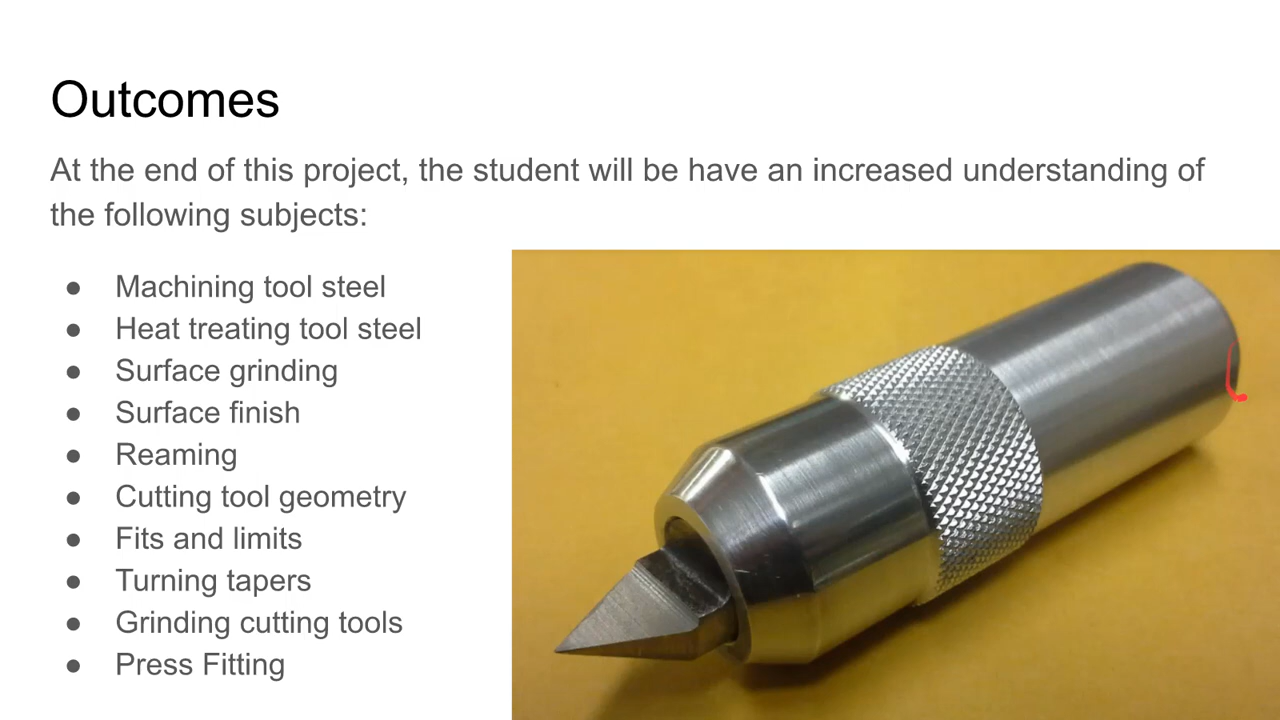 Outcomes
At the end of this project, the student will be have an increased understanding of
the following subjects:
● Machining tool steel
● Heat treating tool steel
● Surface grinding
● Surface finish
● Reaming
● Cutting tool geometry
● Fits and limits
● Turning tapers
● Grinding cutting tools
● Press Fitting